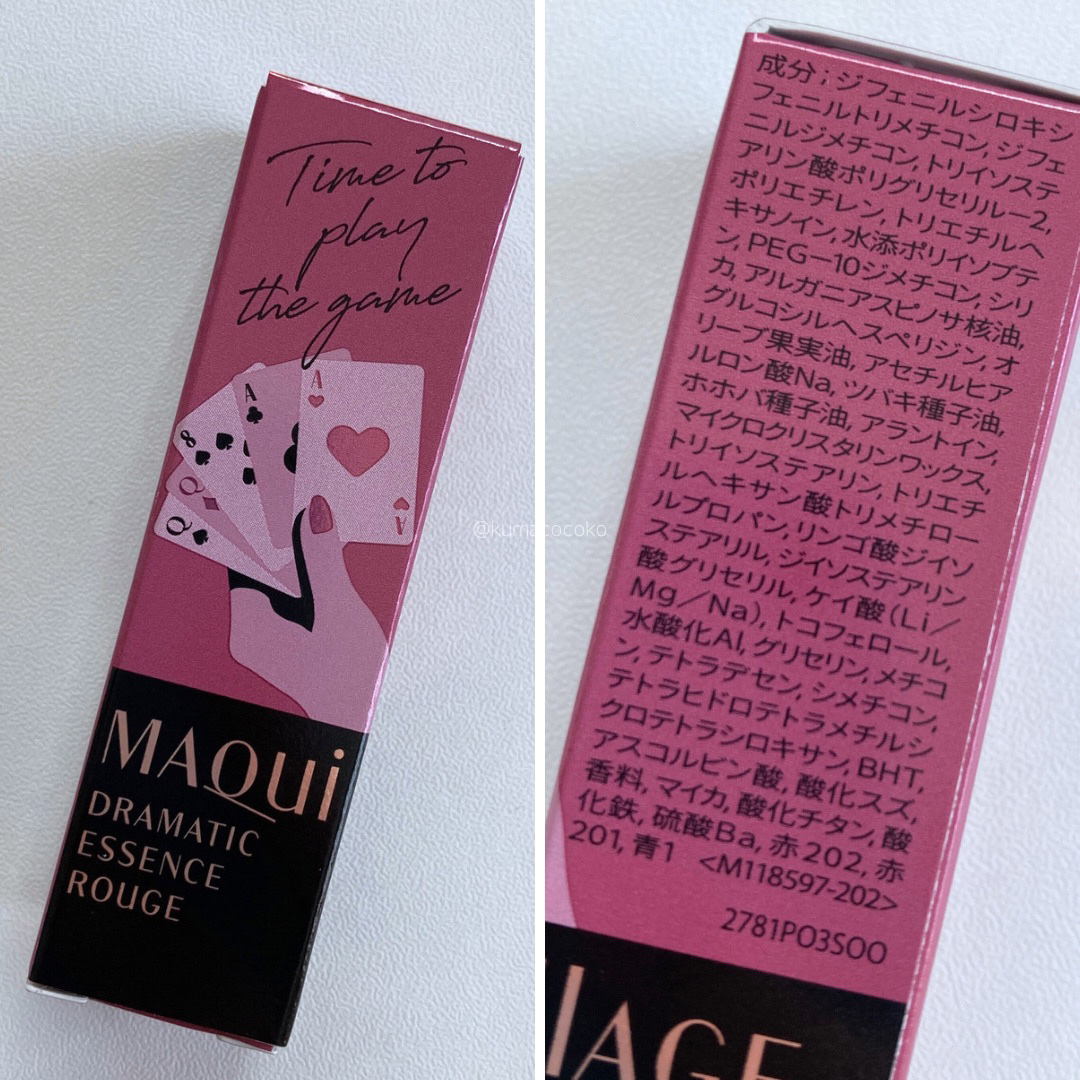 Time to
play
the game
A
A
8
Q
Q
A
MAQui
DRAMATIC
ESSENCE
ROUGE
@kumacocoko
成分；ジフェニルシロキシ
フェニルトリメチコン, ジフェ
ニルジメチコン, トリイソステ
アリン酸ポリグリセリル－2,
ポリエチレン, トリエチルヘ
キサノイン, 水添ポリイソブテ
ン, PEG－10ジメチコン, シリ
カ, アルガニアスピノサ核油,
グルコシルヘスペリジン, オ
リーブ果実油, アセチルヒア
ルロン酸Na, ツバキ種子油,
ホホバ種子油, アラントイン,
マイクロクリスタリンワックス,
トリイソステアリン, トリエチ
ルヘキサン酸トリメチロー
ルプロパン, リンゴ酸ジイソ
ステアリル, ジイソステアリン
酸グリセリル, ケイ酸(Li／
Mg／Na), トコフェロール,
水酸化Al, グリセリン, メチコ
ン, テトラデセン, シメチコン,
テトラヒドロテトラメチルシ
クロテトラシロキサン, BHT,
アスコルビン酸, 酸化スズ,
香料, マイカ, 酸化チタン, 酸
化鉄, 硫酸Ba, 赤202, 赤
201, 青1 <M118597-202>
2781P03S00
IAGE